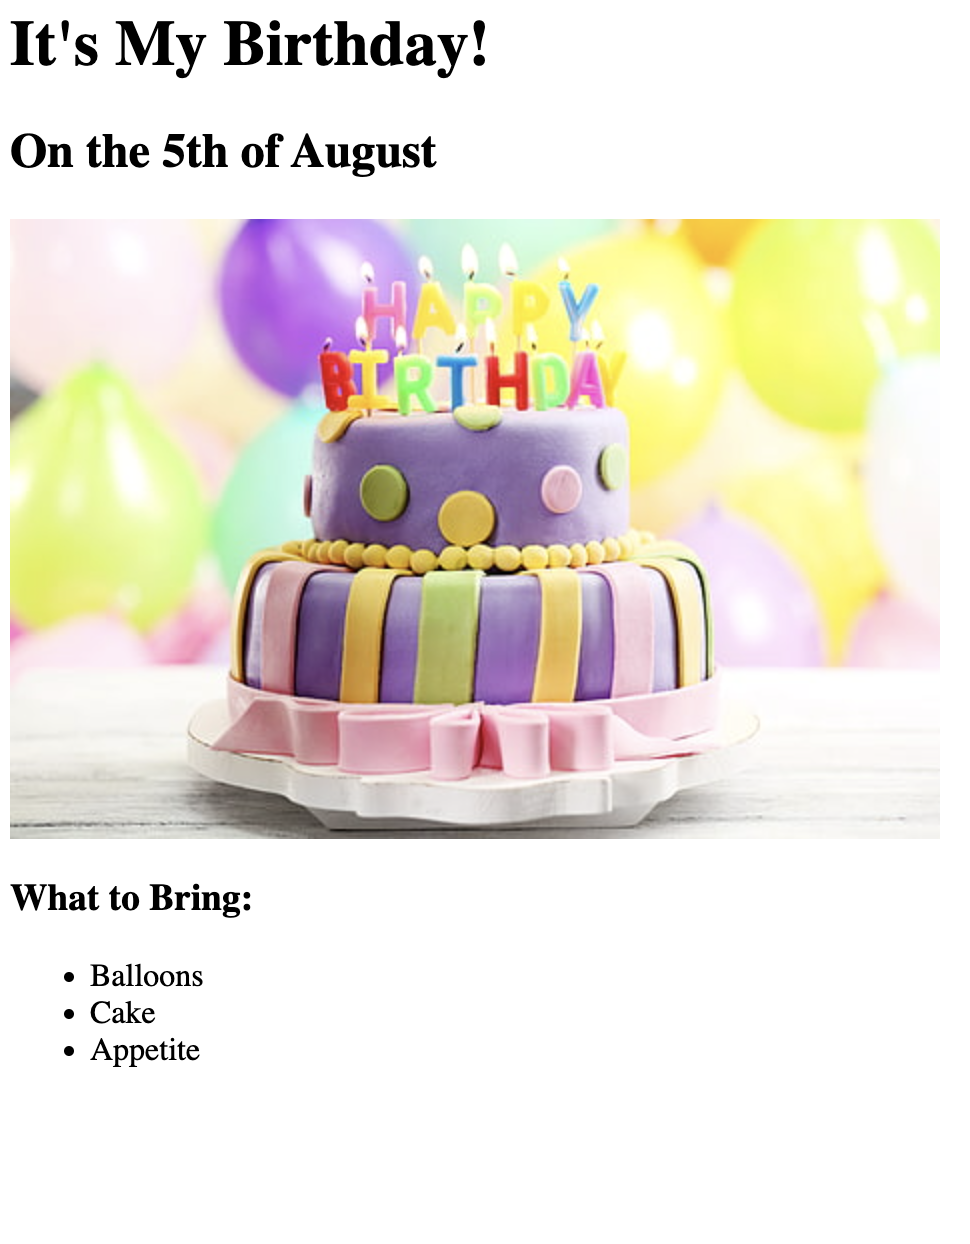 It's My Birthday!
On the 5th of August
HAPPY
BIRTHDAY
What to Bring:
Balloons
Cake
Appetite